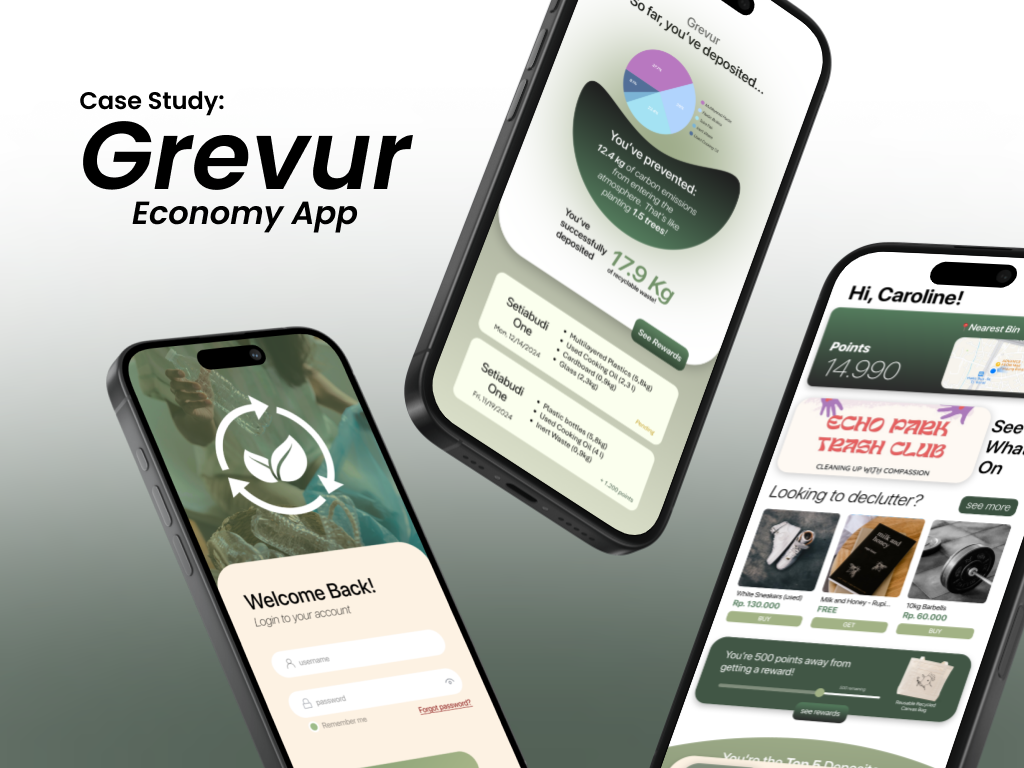 Case Study:
Grevur
Economy App
Grevur
So far, you've deposited...
You've prevented:
12.4 kg of carbon emissions
from entering the
atmosphere. That's like
planting 1.5 trees!
You've
successfully
deposited
17.9 Kg
of recyclable waste!
See Rewards
Setiabudi
One
Mon, 12/14/2024
Multilayered Plastics (5,8kg)
Used Cooking Oil (2.3 l)
Cardboard (0,9kg)
Glass (2,3kg)
Pending
Setiabudi
One
Fri, 11/19/2024
Plastic bottles (5,8kg)
Used Cooking Oil (4 l)
Inert Waste (0,9kg)
+ 1.200 points
Welcome Back!
Login to your account
username
password
Remember me
Forgot password?
Hi, Caroline!
Nearest Bin
Points
14.990
ECHO PARK
TRASH CLUB
CLEANING UP WITH COMPASSION
See
What
On
Looking to declutter?
see more
milk and
honey
White Sneakers (used)
Rp. 130.000
BUY
Milk and Honey - Rupi...
FREE
GET
10kg Barbells
Rp. 60.000
BUY
You're 500 points away from
getting a reward!
Reusable Recycled
Canvas Bag
see rewards
You're the Top 5 Deposito